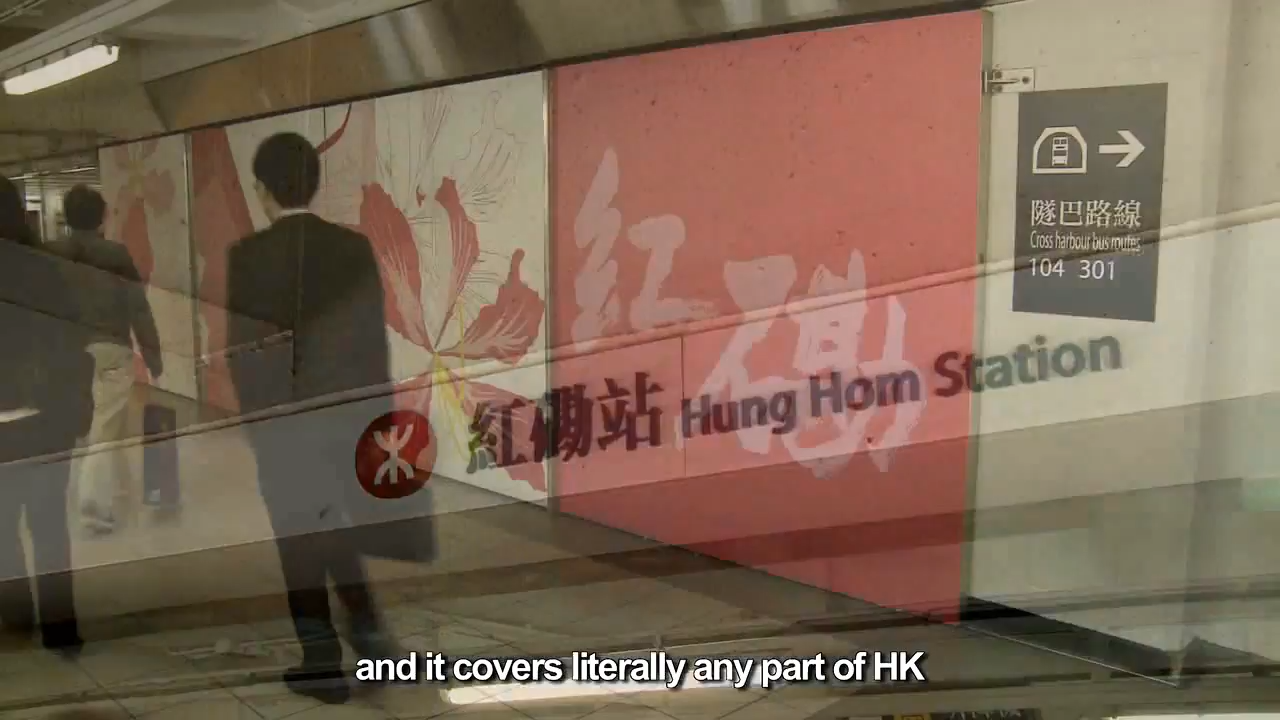 隧巴路線
Cross harbour bus routes
104 301
紅磡
紅磡站 Hung Hom Station
and it covers literally any part of HK